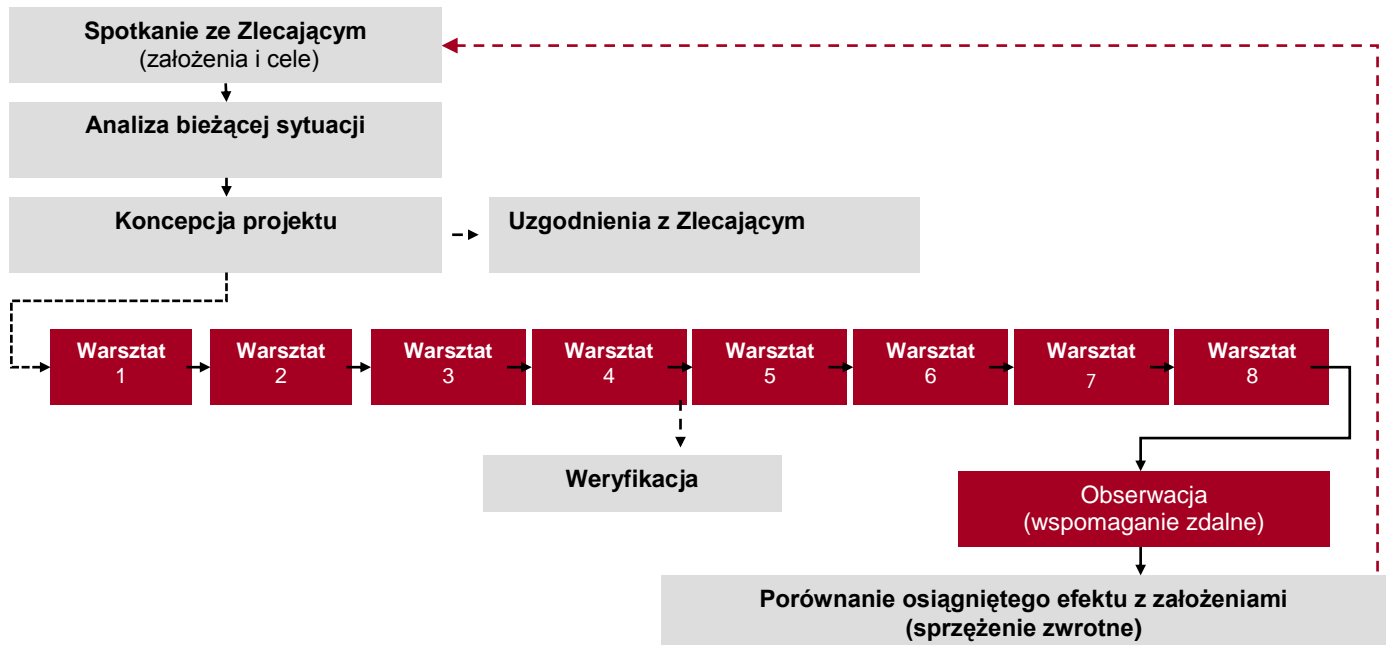 Spotkanie ze Zlecającym
(założenia i cele)
Analiza bieżącej sytuacji
Koncepcja projektu
Uzgodnienia z Zlecającym
Warsztat
1
Warsztat
2
Warsztat
3
Warsztat
4
Warsztat
5
Warsztat
6
Warsztat
7
Warsztat
8
Weryfikacja
Obserwacja
(wspomaganie zdalne)
Porównanie osiągniętego efektu z założeniami
(sprzężenie zwrotne)